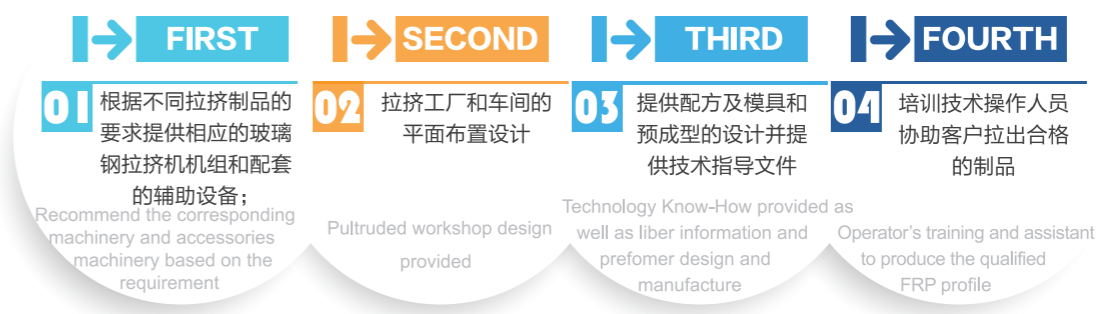 FIRST
01
根据不同拉挤制品的
要求提供相应的玻璃
钢拉挤机机组和配套
的辅助设备；
Recommend the corresponding
machinery and accessories
machinery based on the
requirement
SECOND
02
拉挤工厂和车间的
平面布置设计
Pultruded workshop design
provided
THIRD
03
提供配方及模具和
预成型的设计并提
供技术指导文件
Technology Know-How provided as
well as liber information and
prefomer design and
manufacture
FOURTH
04
培训技术操作人员
协助客户拉出合格
的制品
Operator's training and assistant
to produce the qualified
FRP profile